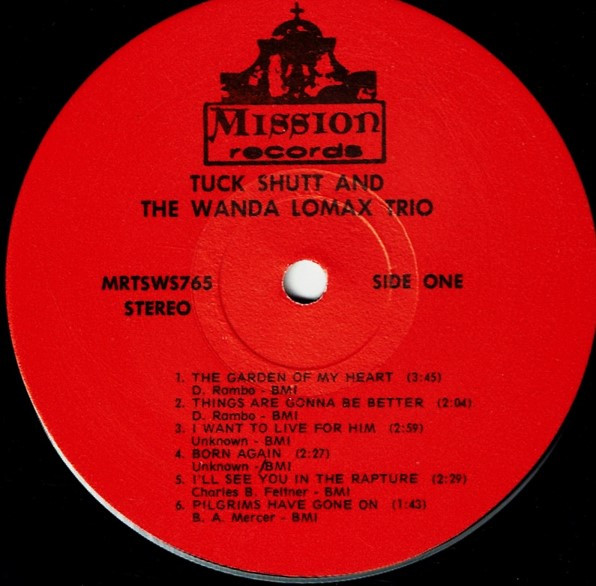 Mission
records
TUCK SHUTT AND
THE WANDA LOMAX TRIO
MRTSWS765 SIDE ONE
STEREO
1. THE GARDEN OF MY HEART (3:45)
D. Rambo - BMI
2. THINGS ARE GONNA BE BETTER (2:04)
D. Rambo - BMI
3. I WANT TO LIVE FOR HIM (2:59)
Unknown - BMI
4. BORN AGAIN (2:27)
Unknown - BMI
5. I'LL SEE YOU IN THE RAPTURE (2:29)
Charles B. Feltner - BMI
6. PILGRIMS HAVE GONE ON (1:43)
B. A. Mercer - BMI